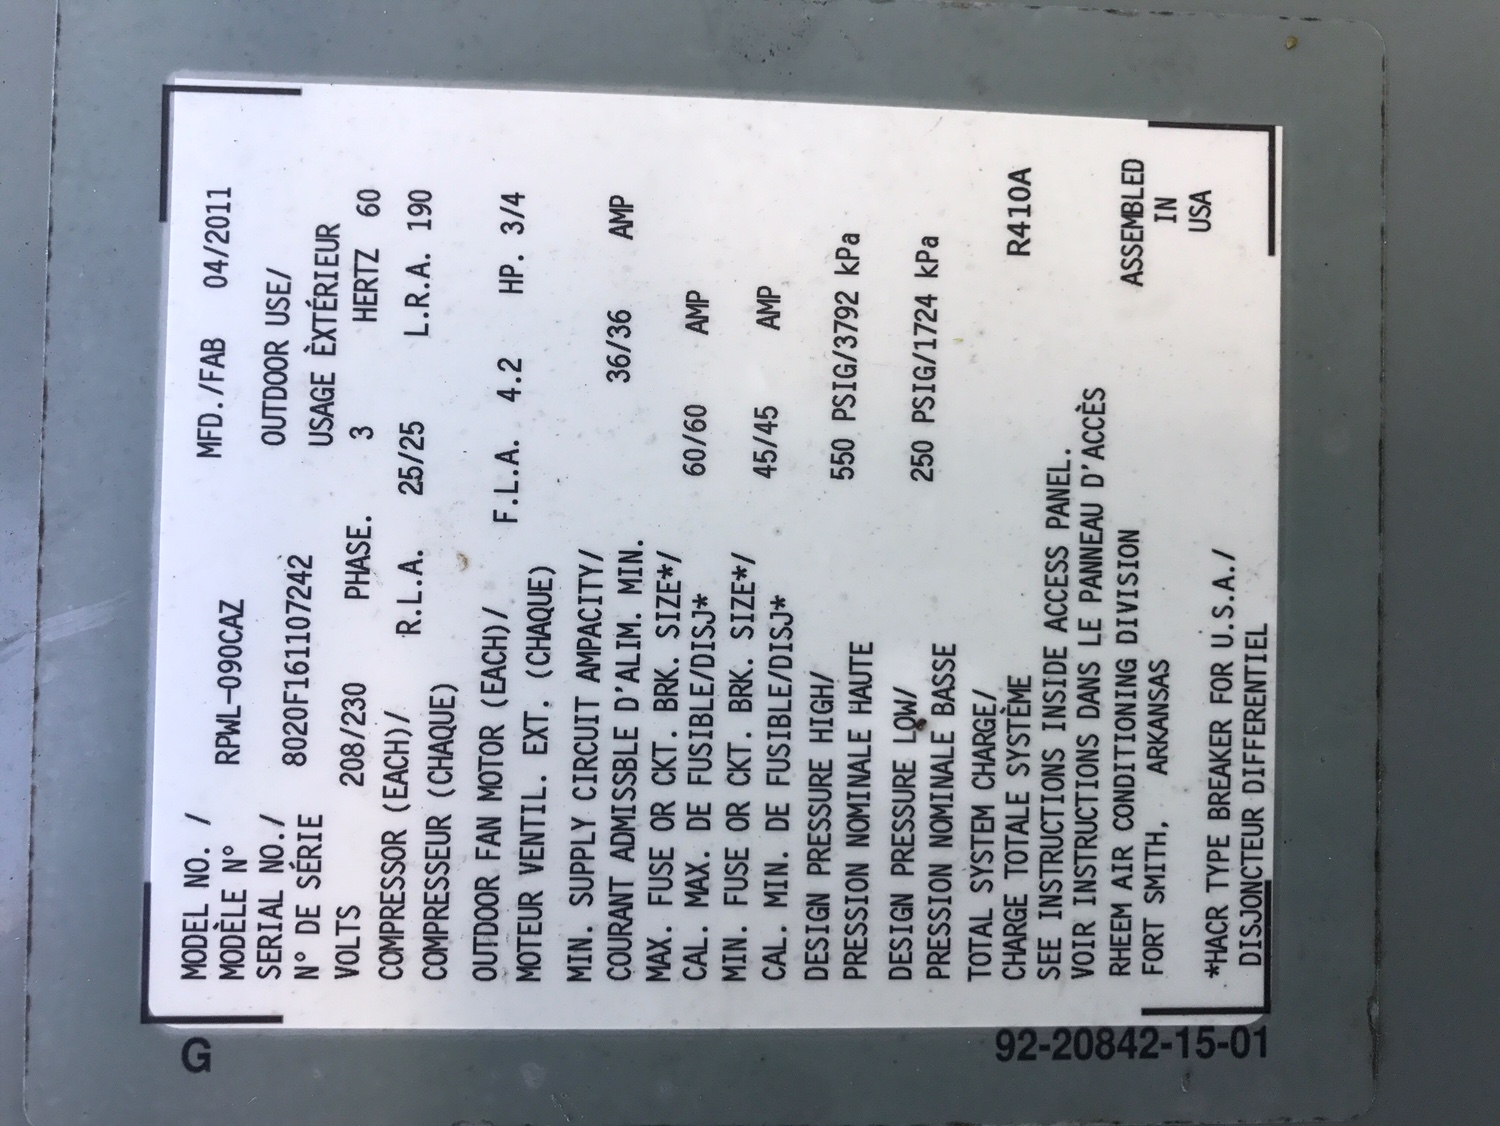 G
MODEL NO. / MFD./FAB 04/2011
MODÈLE N° RPWL-090CAZ
SERIAL NO./ OUTDOOR USE/
N° DE SÉRIE 8020F161107242 USAGE ÈXTÉRIEUR
VOLTS 208/230 PHASE. 3 HERTZ 60
COMPRESSOR (EACH)/ R.L.A. 25/25 L.R.A. 190
COMPRESSEUR (CHAQUE)
OUTDOOR FAN MOTOR (EACH)/ F.L.A. 4.2 HP. 3/4
MOTEUR VENTIL. EXT. (CHAQUE)
MIN. SUPPLY CIRCUIT AMPACITY/ 36/36 AMP
COURANT ADMISSBLE D'ALIM. MIN.
MAX. FUSE OR CKT. BRK. SIZE*/ 60/60 AMP
CAL. MAX. DE FUSIBLE/DISJ*
MIN. FUSE OR CKT. BRK. SIZE*/ 45/45 AMP
CAL. MIN. DE FUSIBLE/DISJ*
DESIGN PRESSURE HIGH/ 550 PSIG/3792 kPa
PRESSION NOMINALE HAUTE
DESIGN PRESSURE LOW/ 250 PSIG/1724 kPa
PRESSION NOMINALE BASSE
TOTAL SYSTEM CHARGE/ R410A
CHARGE TOTALE SYSTÈME
SEE INSTRUCTIONS INSIDE ACCESS PANEL.
VOIR INSTRUCTIONS DANS LE PANNEAU D'ACCÈS
RHEEM AIR CONDITIONING DIVISION ASSEMBLED
FORT SMITH, ARKANSAS IN
USA
*HACR TYPE BREAKER FOR U.S.A./
DISJONCTEUR DIFFERENTIEL
92-20842-15-01